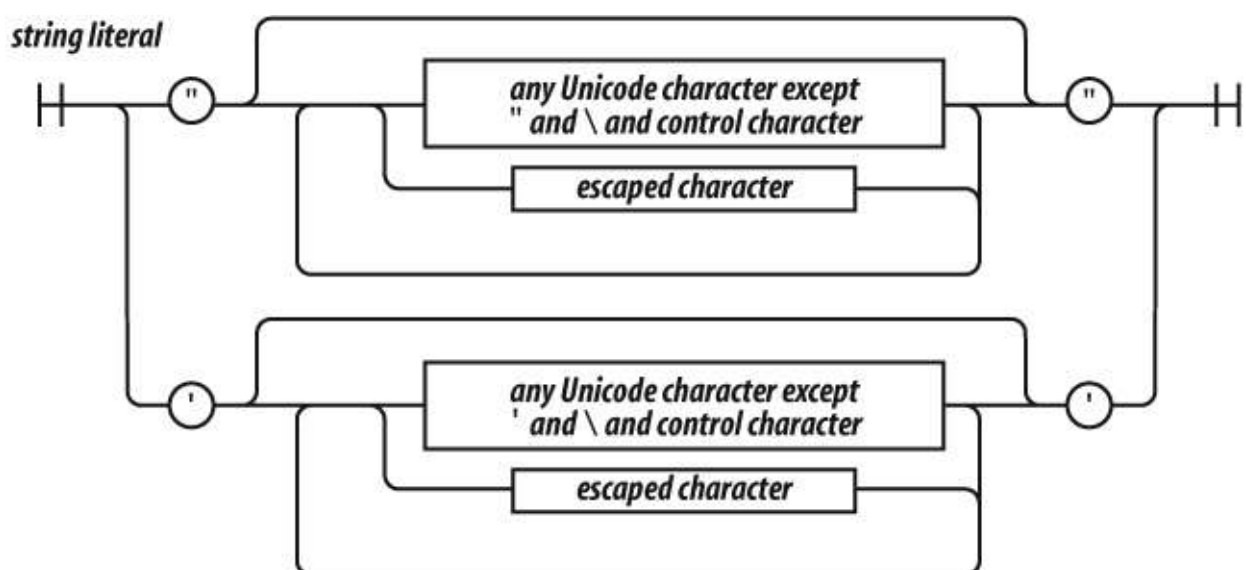 string literal
"
any Unicode character except
" and \ and control character
"
escaped character
'
any Unicode character except
' and \ and control character
'
escaped character